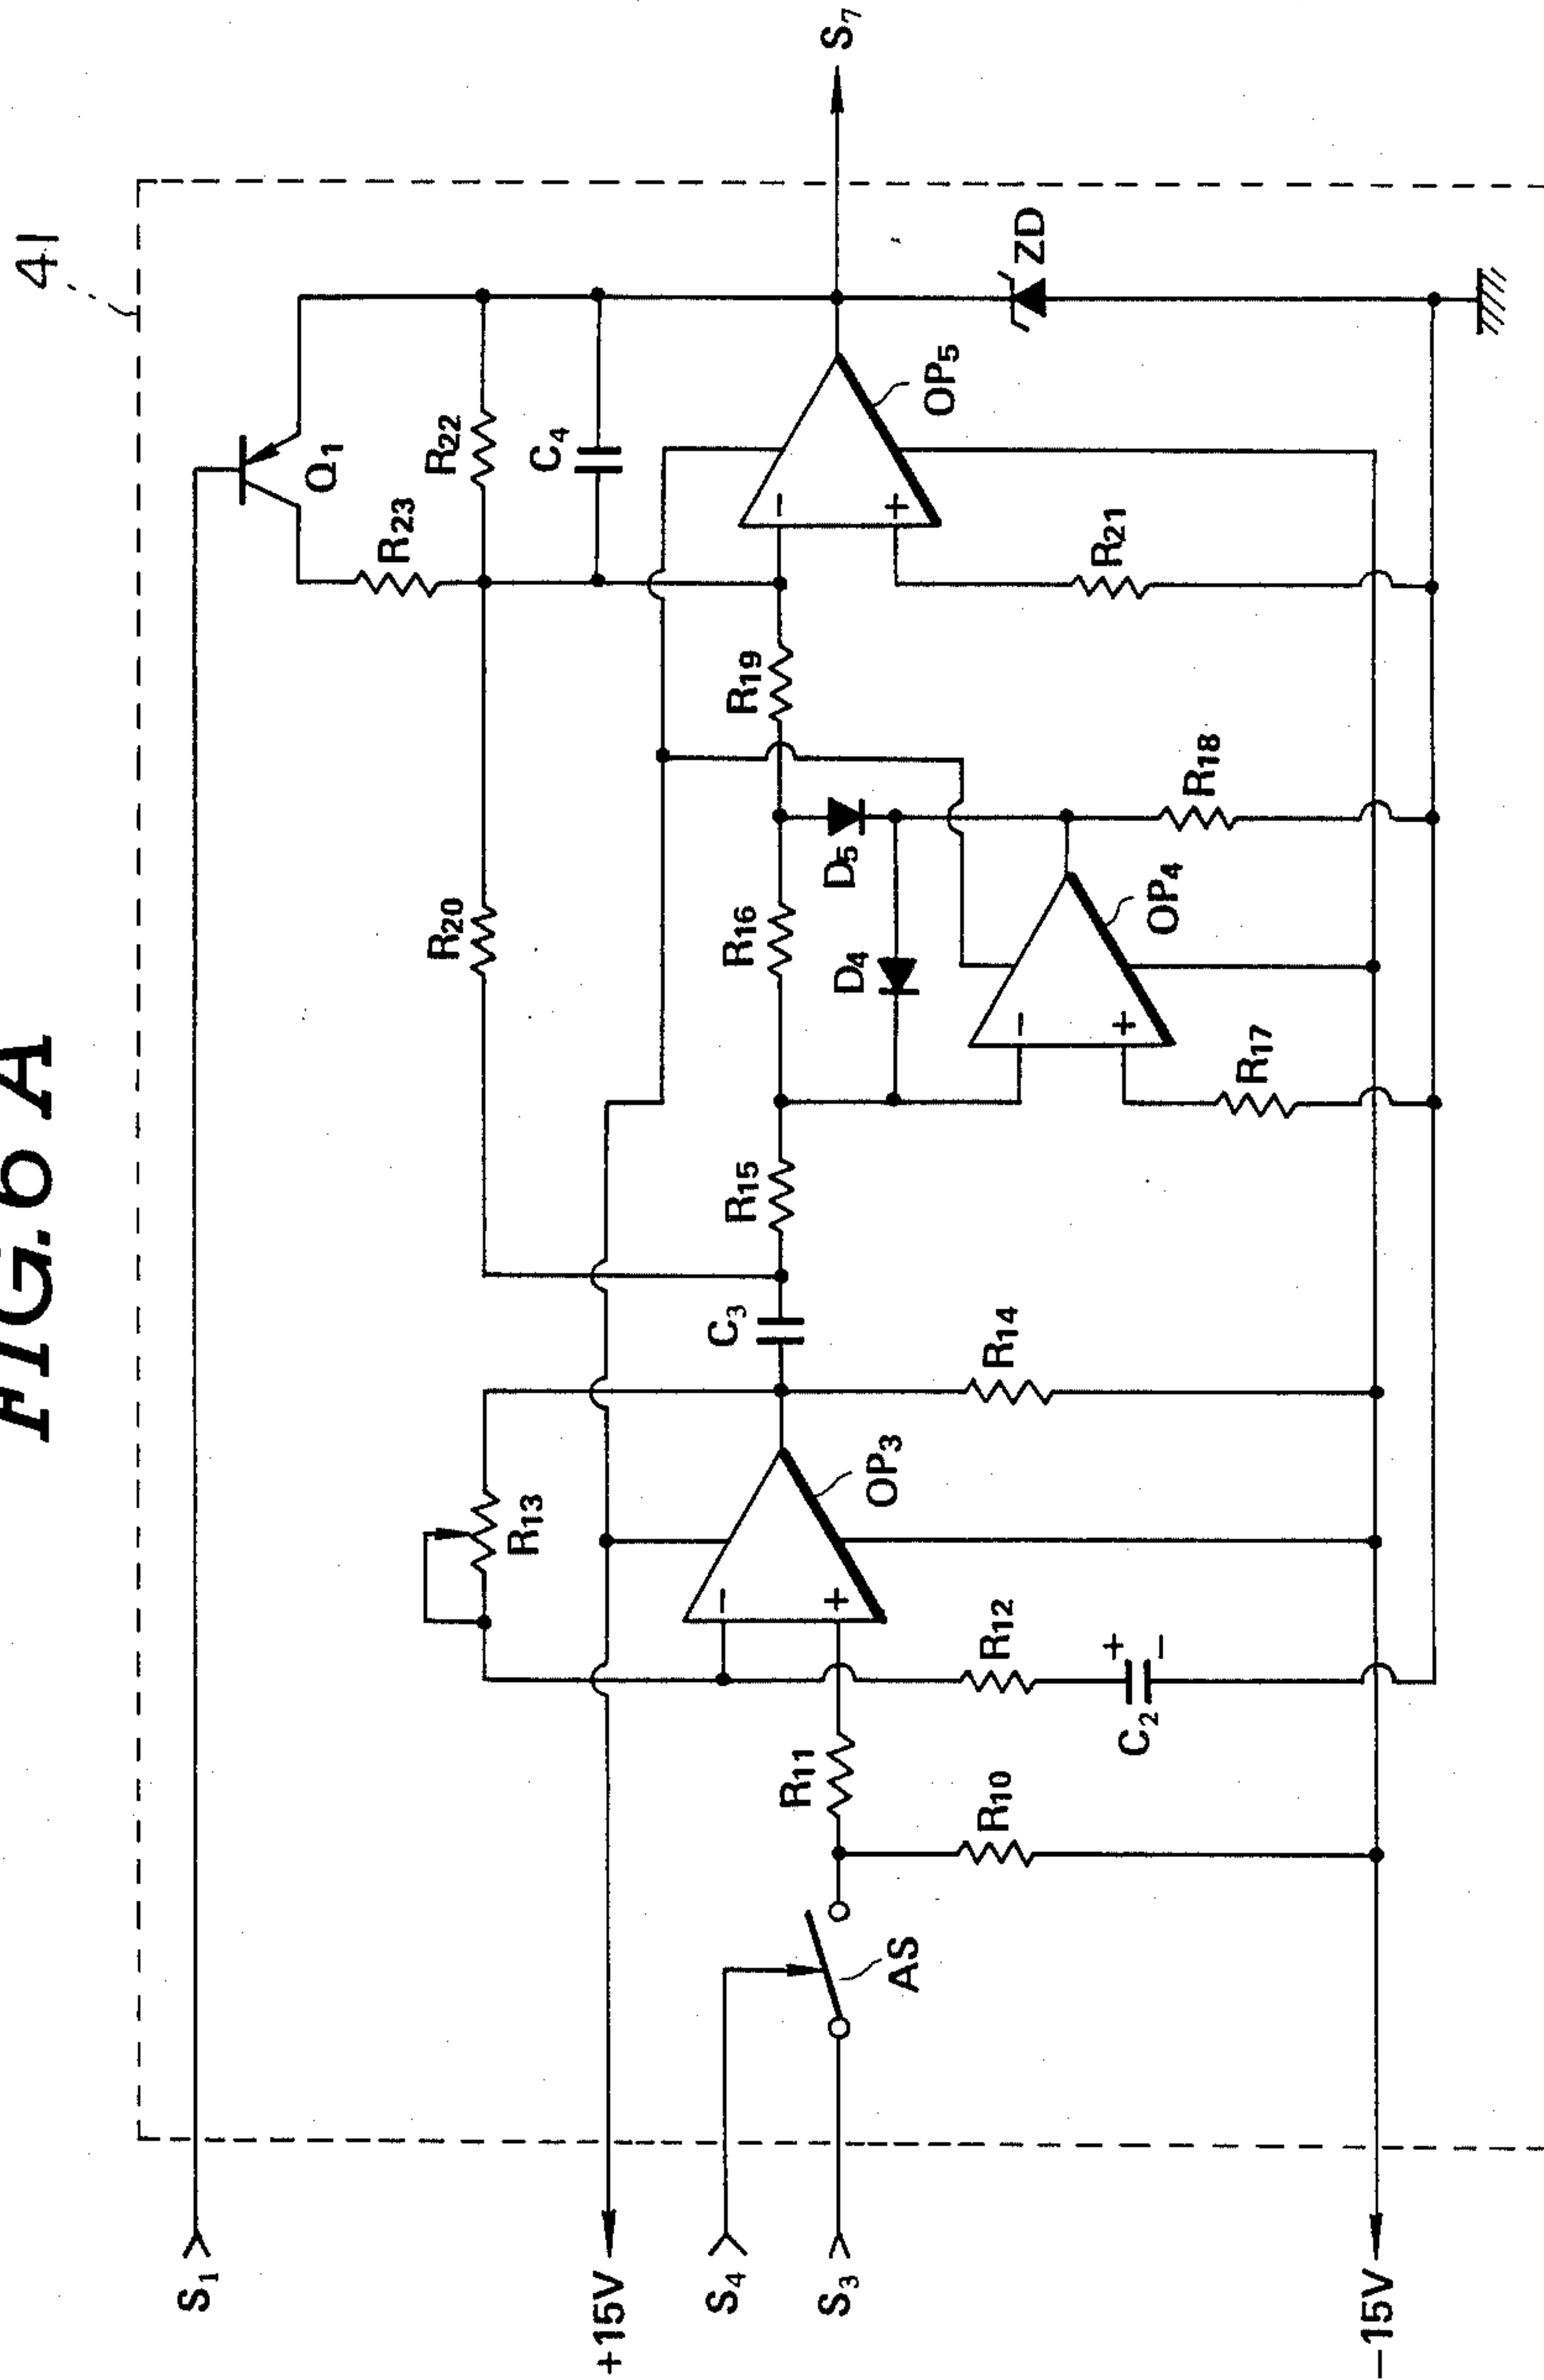 FIG. 6 A
41
S1
+15V
S4
S3
-15V
AS
R10
R11
R12
C2
+
-
R13
-
+
OP3
R14
C3
R15
R20
R16
D4
D5
-
+
OP4
R17
R18
R19
R23
Q1
R22
C4
-
+
OP5
R21
ZD
S7